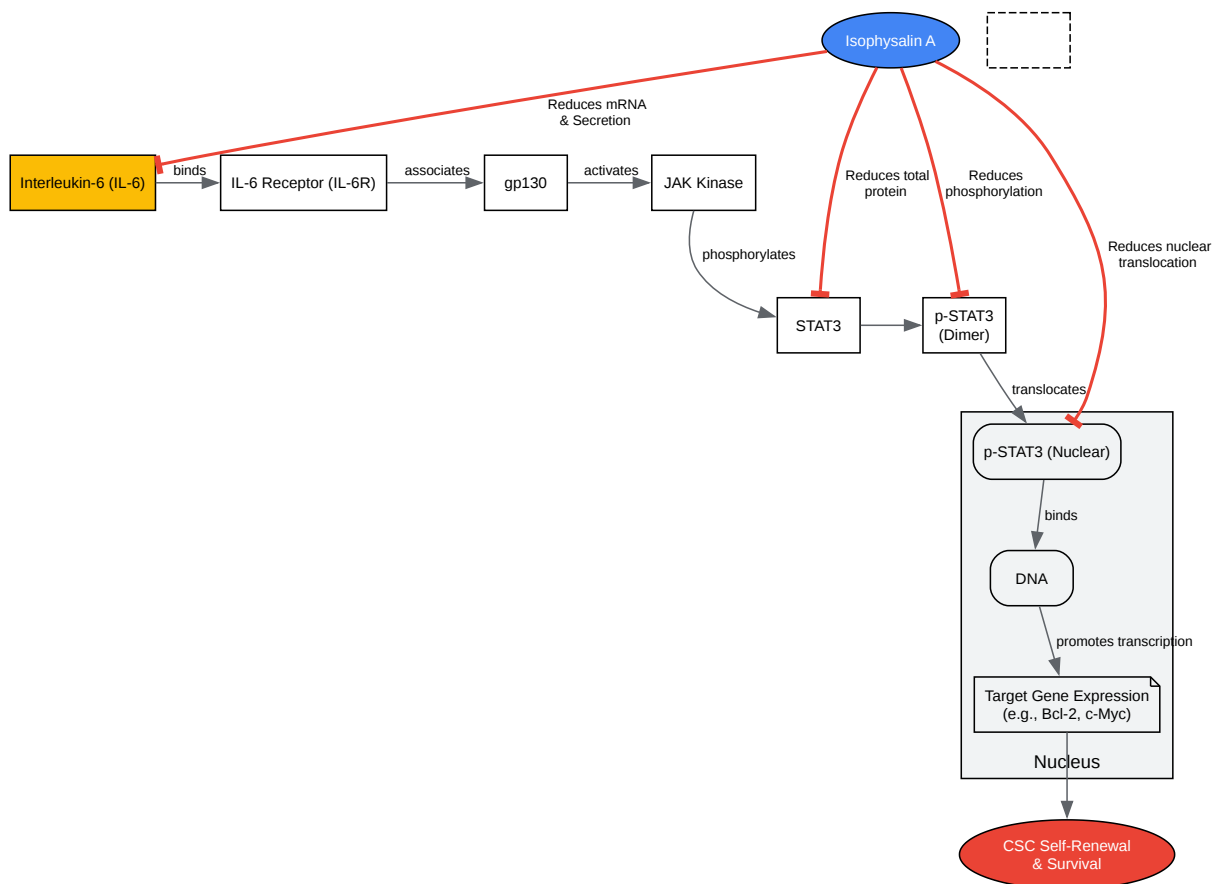 Isophysalin A
Reduces mRNA
& Secretion
Interleukin-6 (IL-6)
binds
IL-6 Receptor (IL-6R)
associates
gp130
activates
JAK Kinase
Reduces total
protein
Reduces
phosphorylation
Reduces nuclear
translocation
phosphorylates
STAT3
p-STAT3
(Dimer)
translocates
p-STAT3 (Nuclear)
binds
DNA
promotes transcription
Target Gene Expression
(e.g., Bcl-2, c-Myc)
Nucleus
CSC Self-Renewal
& Survival